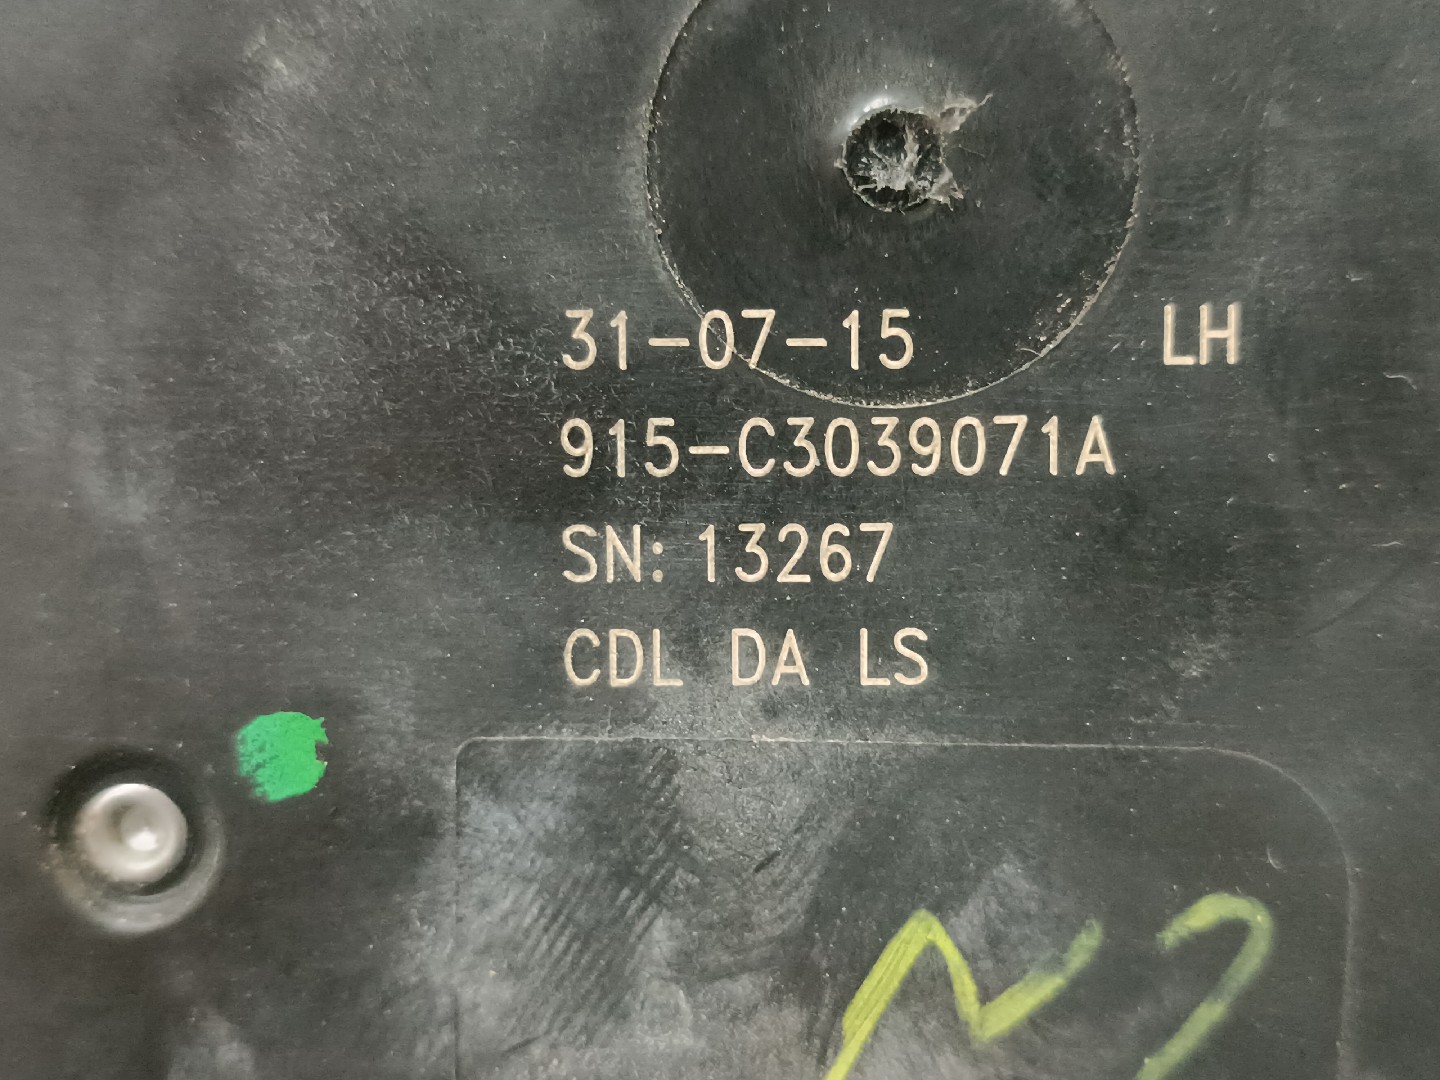 31-07-15 LH
915-C3039071A
SN: 13267
CDL DA LS